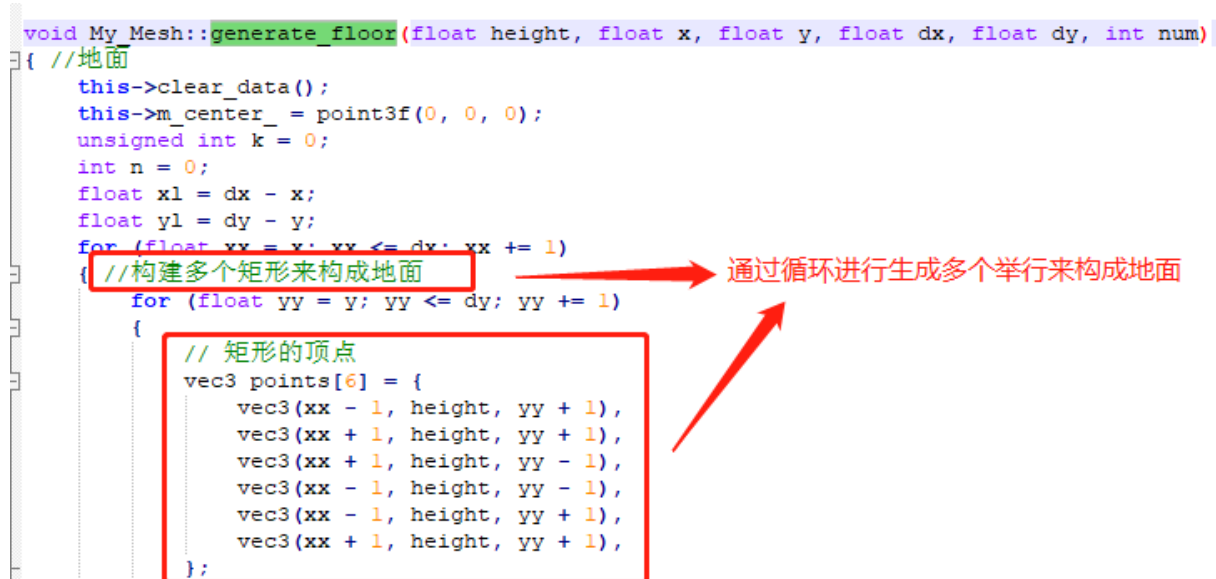 void My_Mesh::generate_floor(float height, float x, float y, float dx, float dy, int num)
{ //地面
this->clear_data();
this->m_center_ = point3f(0, 0, 0);
unsigned int k = 0;
int n = 0;
float xl = dx - x;
float yl = dy - y;
for (float xx = x; xx <= dx; xx += 1)
{ //构建多个矩形来构成地面
通过循环进行生成多个举行来构成地面
for (float yy = y; yy <= dy; yy += 1)
{
// 矩形的顶点
vec3 points[6] = {
vec3(xx - 1, height, yy + 1),
vec3(xx + 1, height, yy + 1),
vec3(xx + 1, height, yy - 1),
vec3(xx - 1, height, yy - 1),
vec3(xx - 1, height, yy + 1),
vec3(xx + 1, height, yy + 1),
};